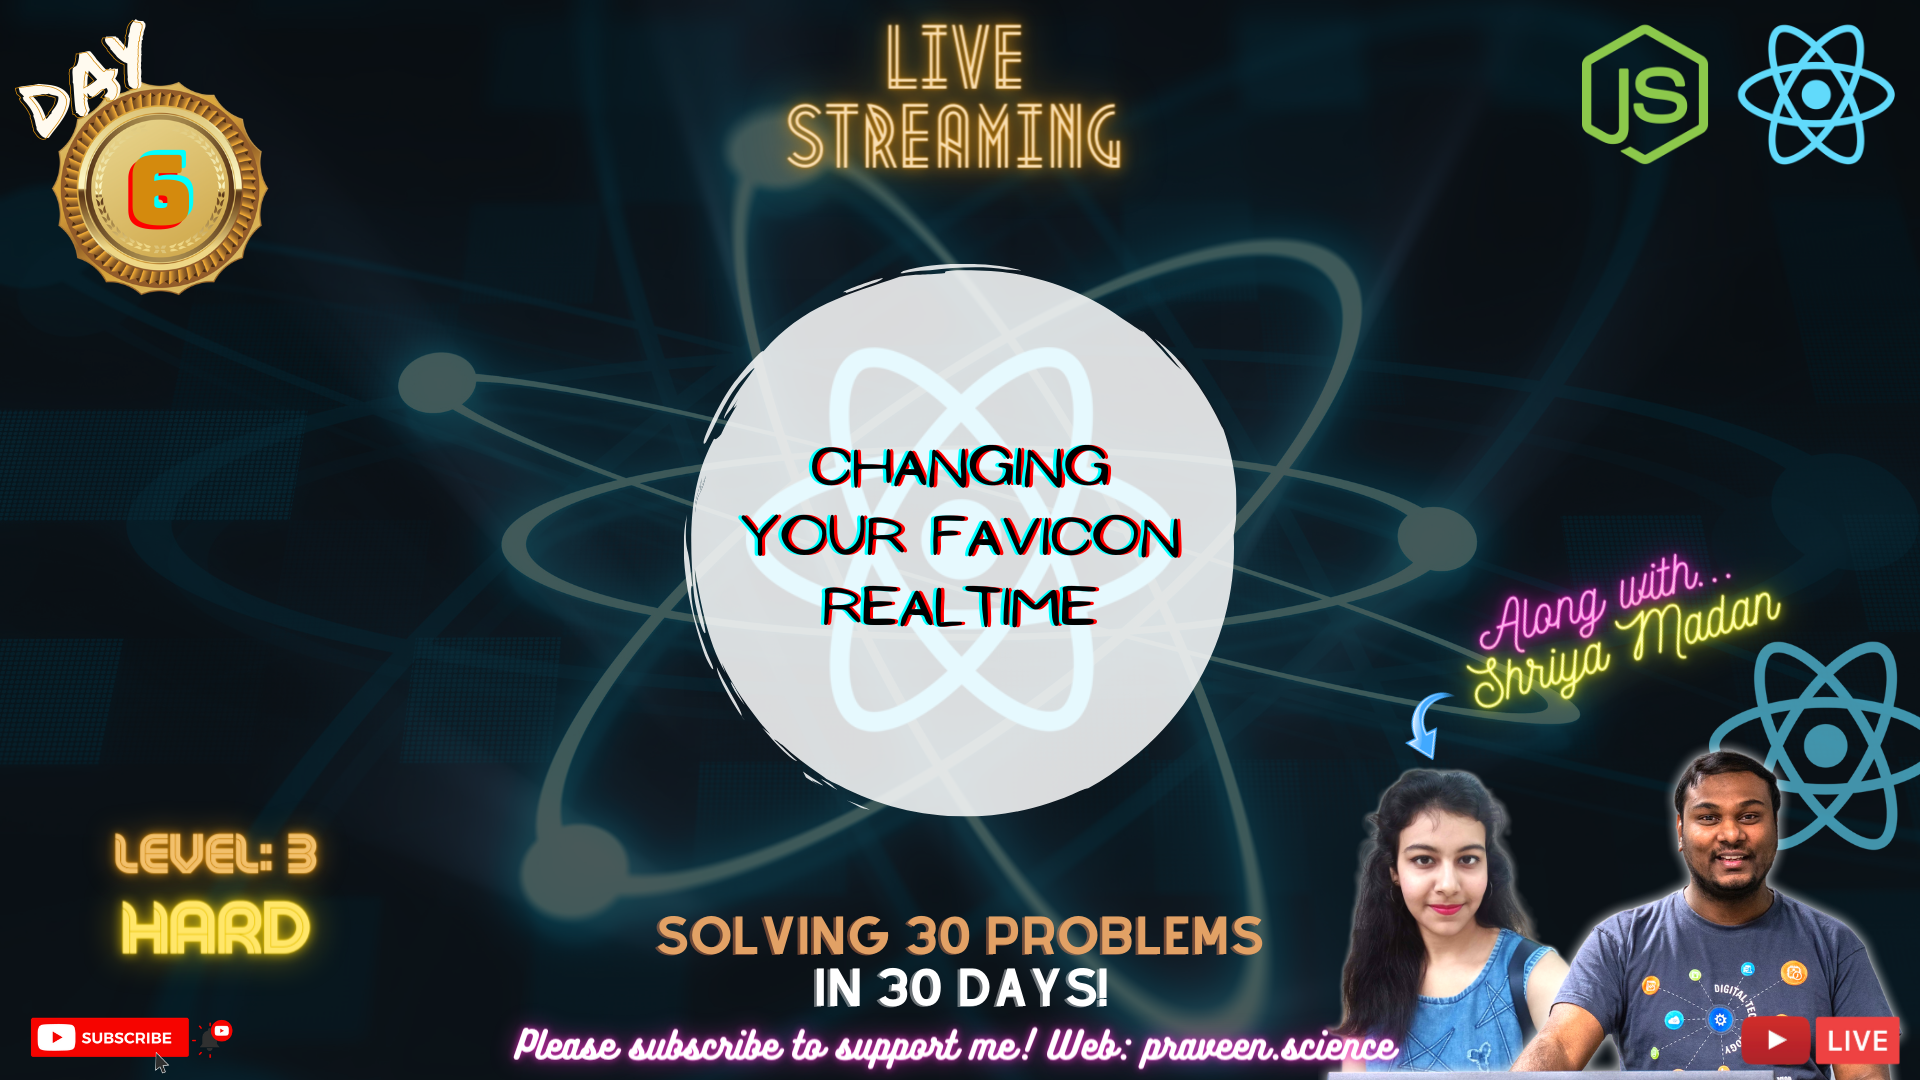 DAY
6
LIVE
STREAMING
JS
CHANGING
YOUR FAVICON
REALTIME
Along with...
Shriya Madan
LEVEL: 3
HARD
SOLVING 30 PROBLEMS
IN 30 DAYS!
Please subscribe to support me! Web: praveen.science
SUBSCRIBE
DIGITAL
LIVE